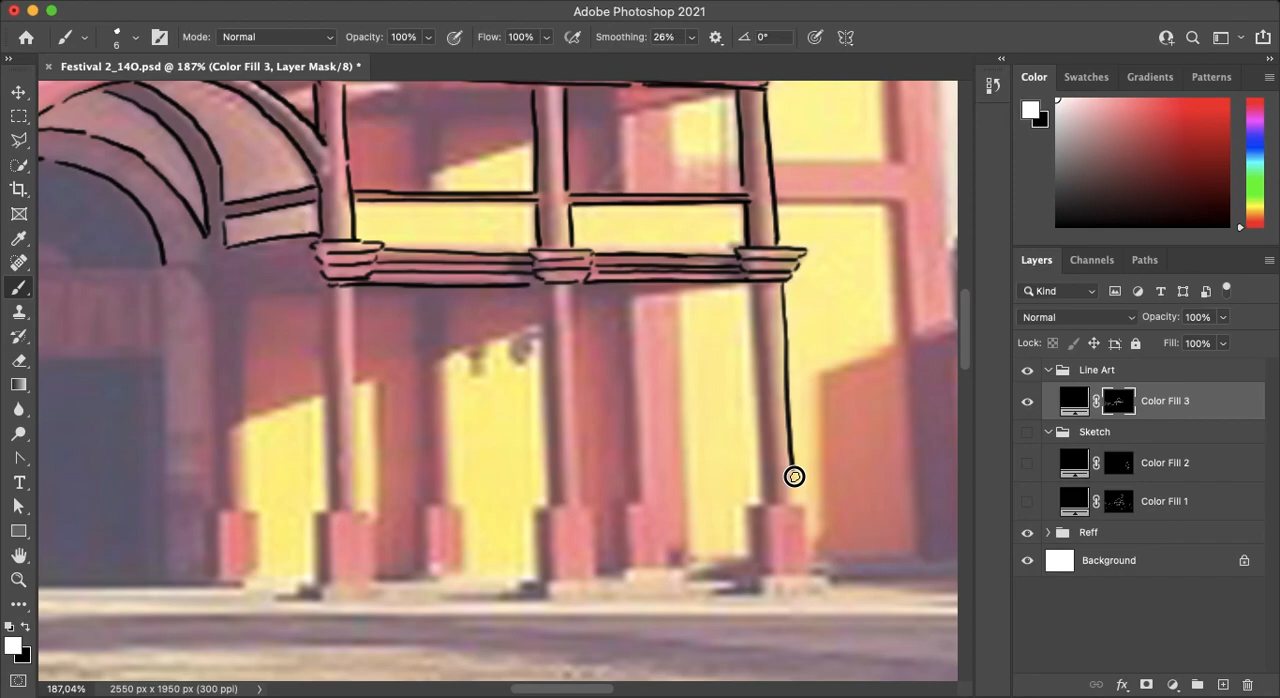 Adobe Photoshop 2021
6
Mode: Normal Opacity: 100% Flow: 100% Smoothing: 26% 0°
Festival 2_14O.psd @ 187% (Color Fill 3, Layer Mask/8) *
Color Swatches Gradients Patterns
Layers Channels Paths
Kind
Normal Opacity: 100%
Lock: Fill: 100%
Line Art
Color Fill 3
Sketch
Color Fill 2
Color Fill 1
Reff
Background
187,04% 2550 px x 1950 px (300 ppi)